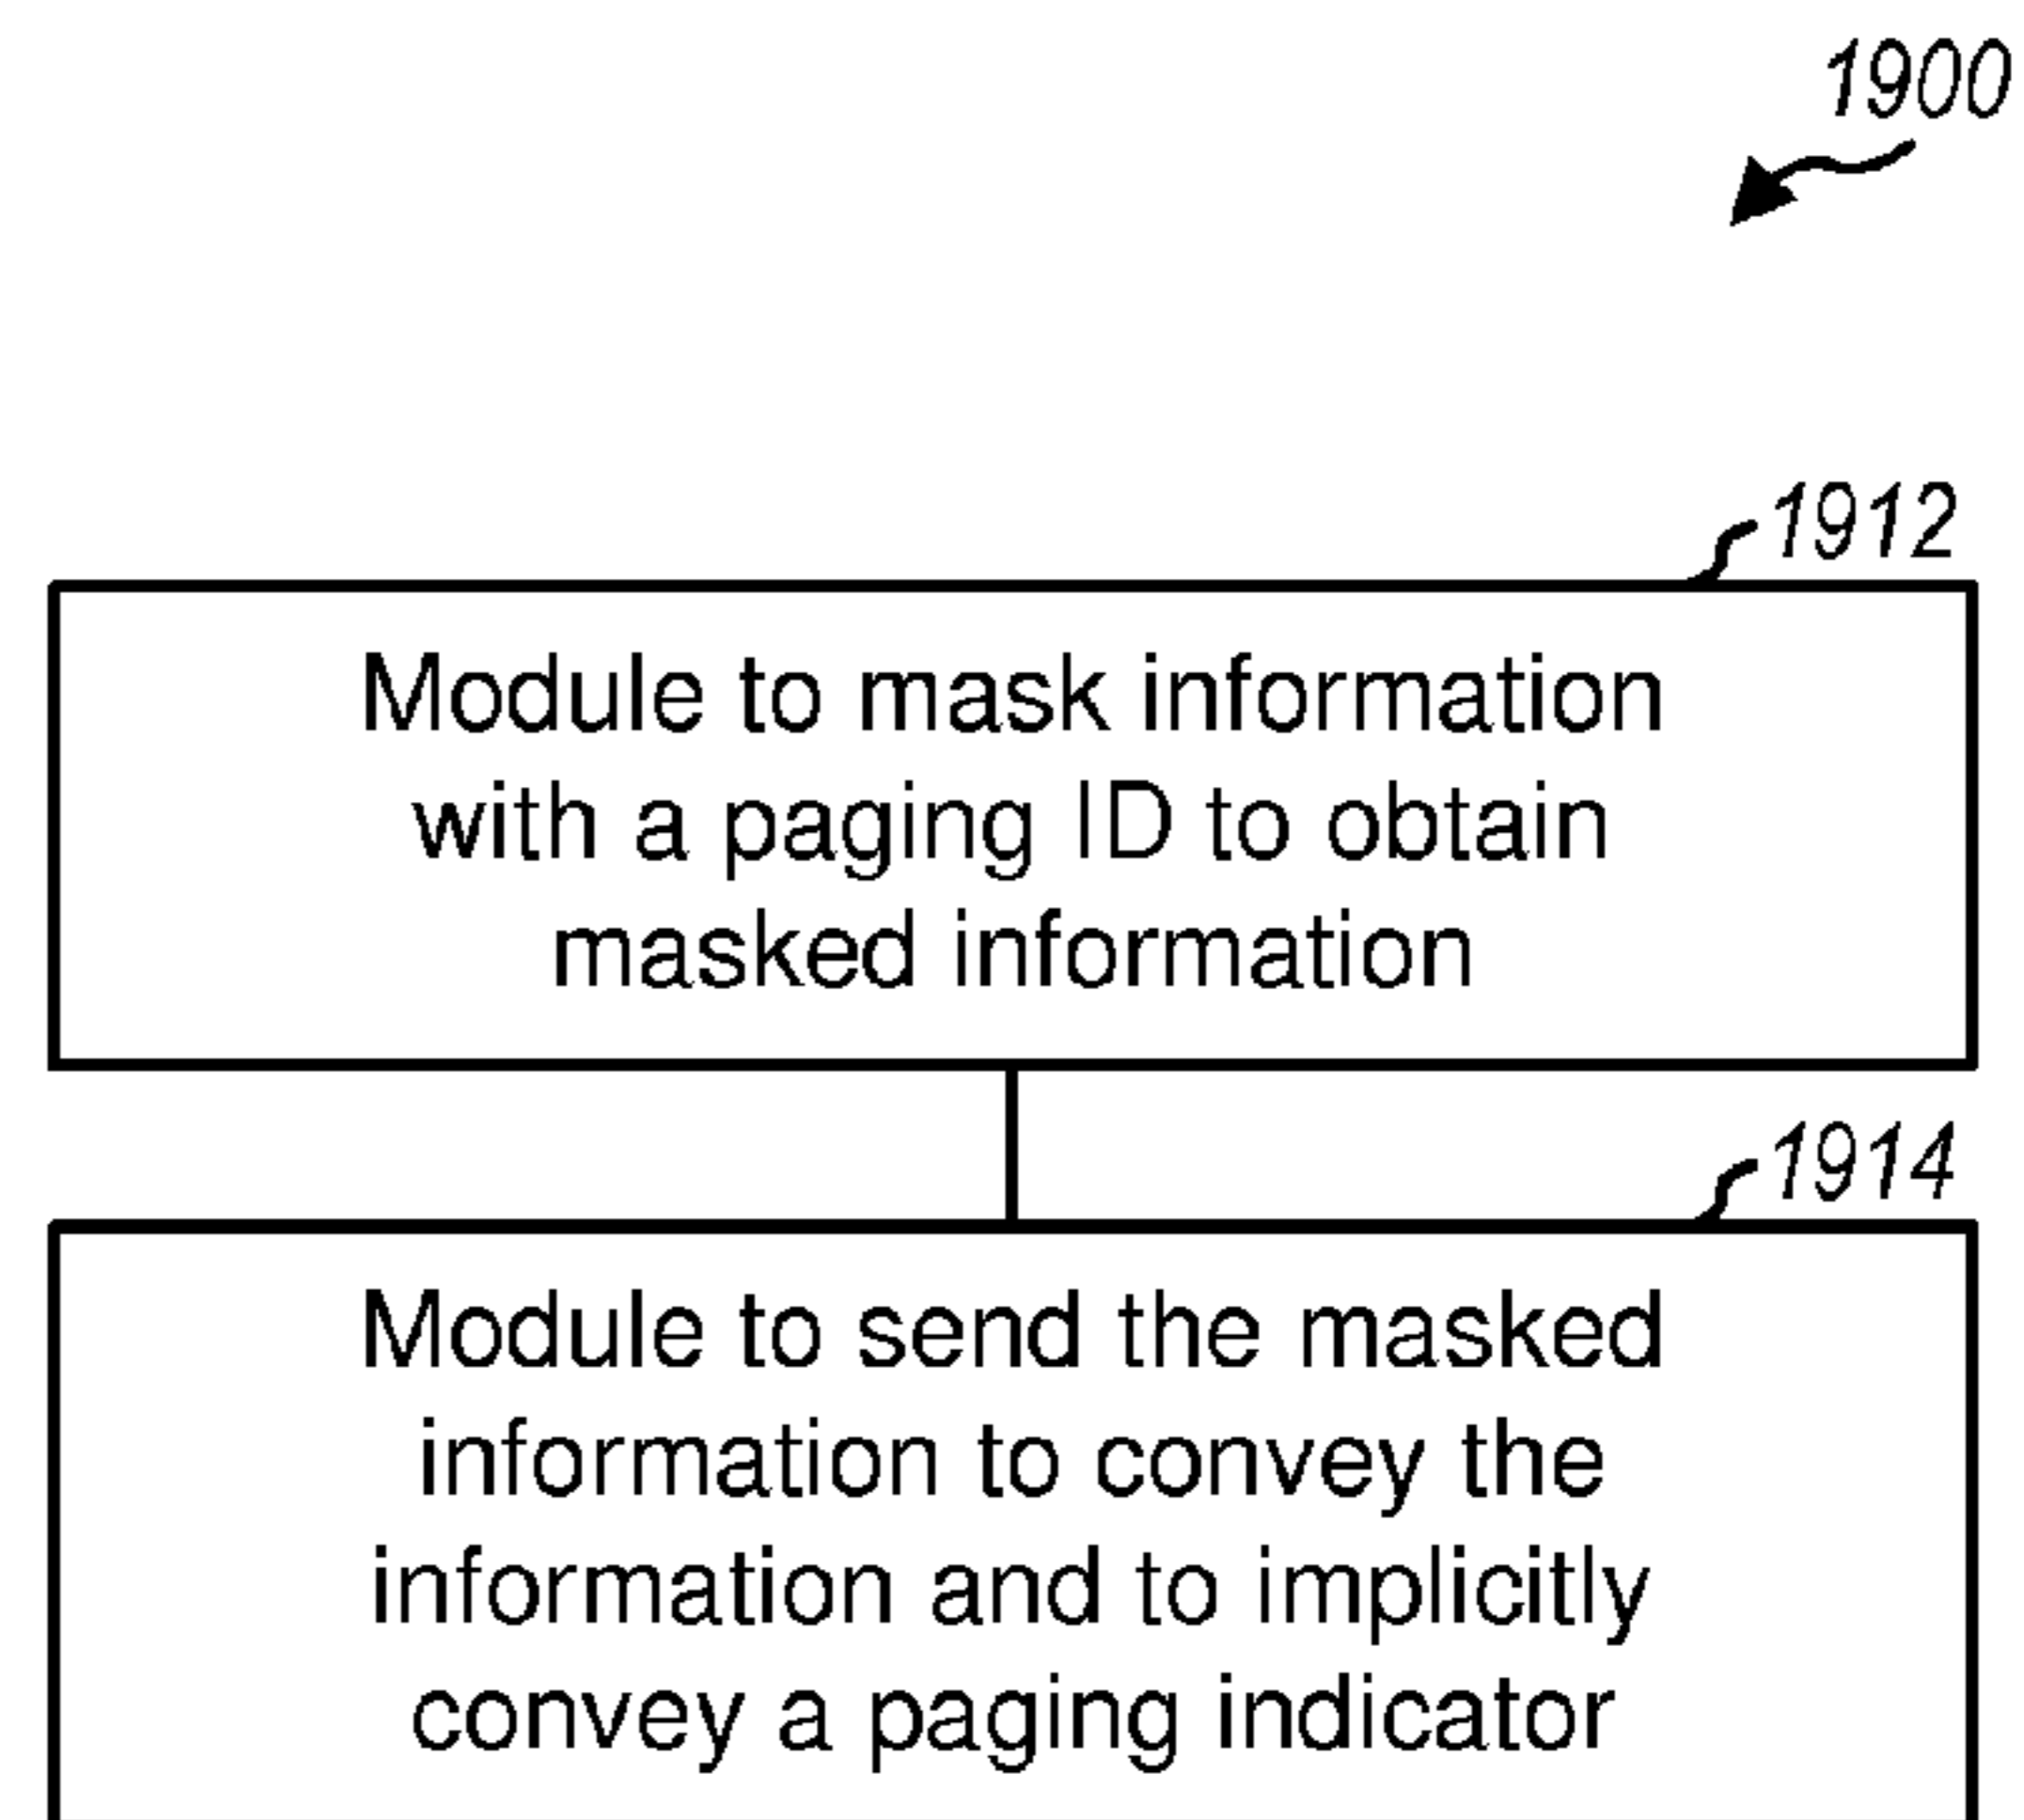 1900
1912
Module to mask information
with a paging ID to obtain
masked information
1914
Module to send the masked
information to convey the
information and to implicitly
convey a paging indicator